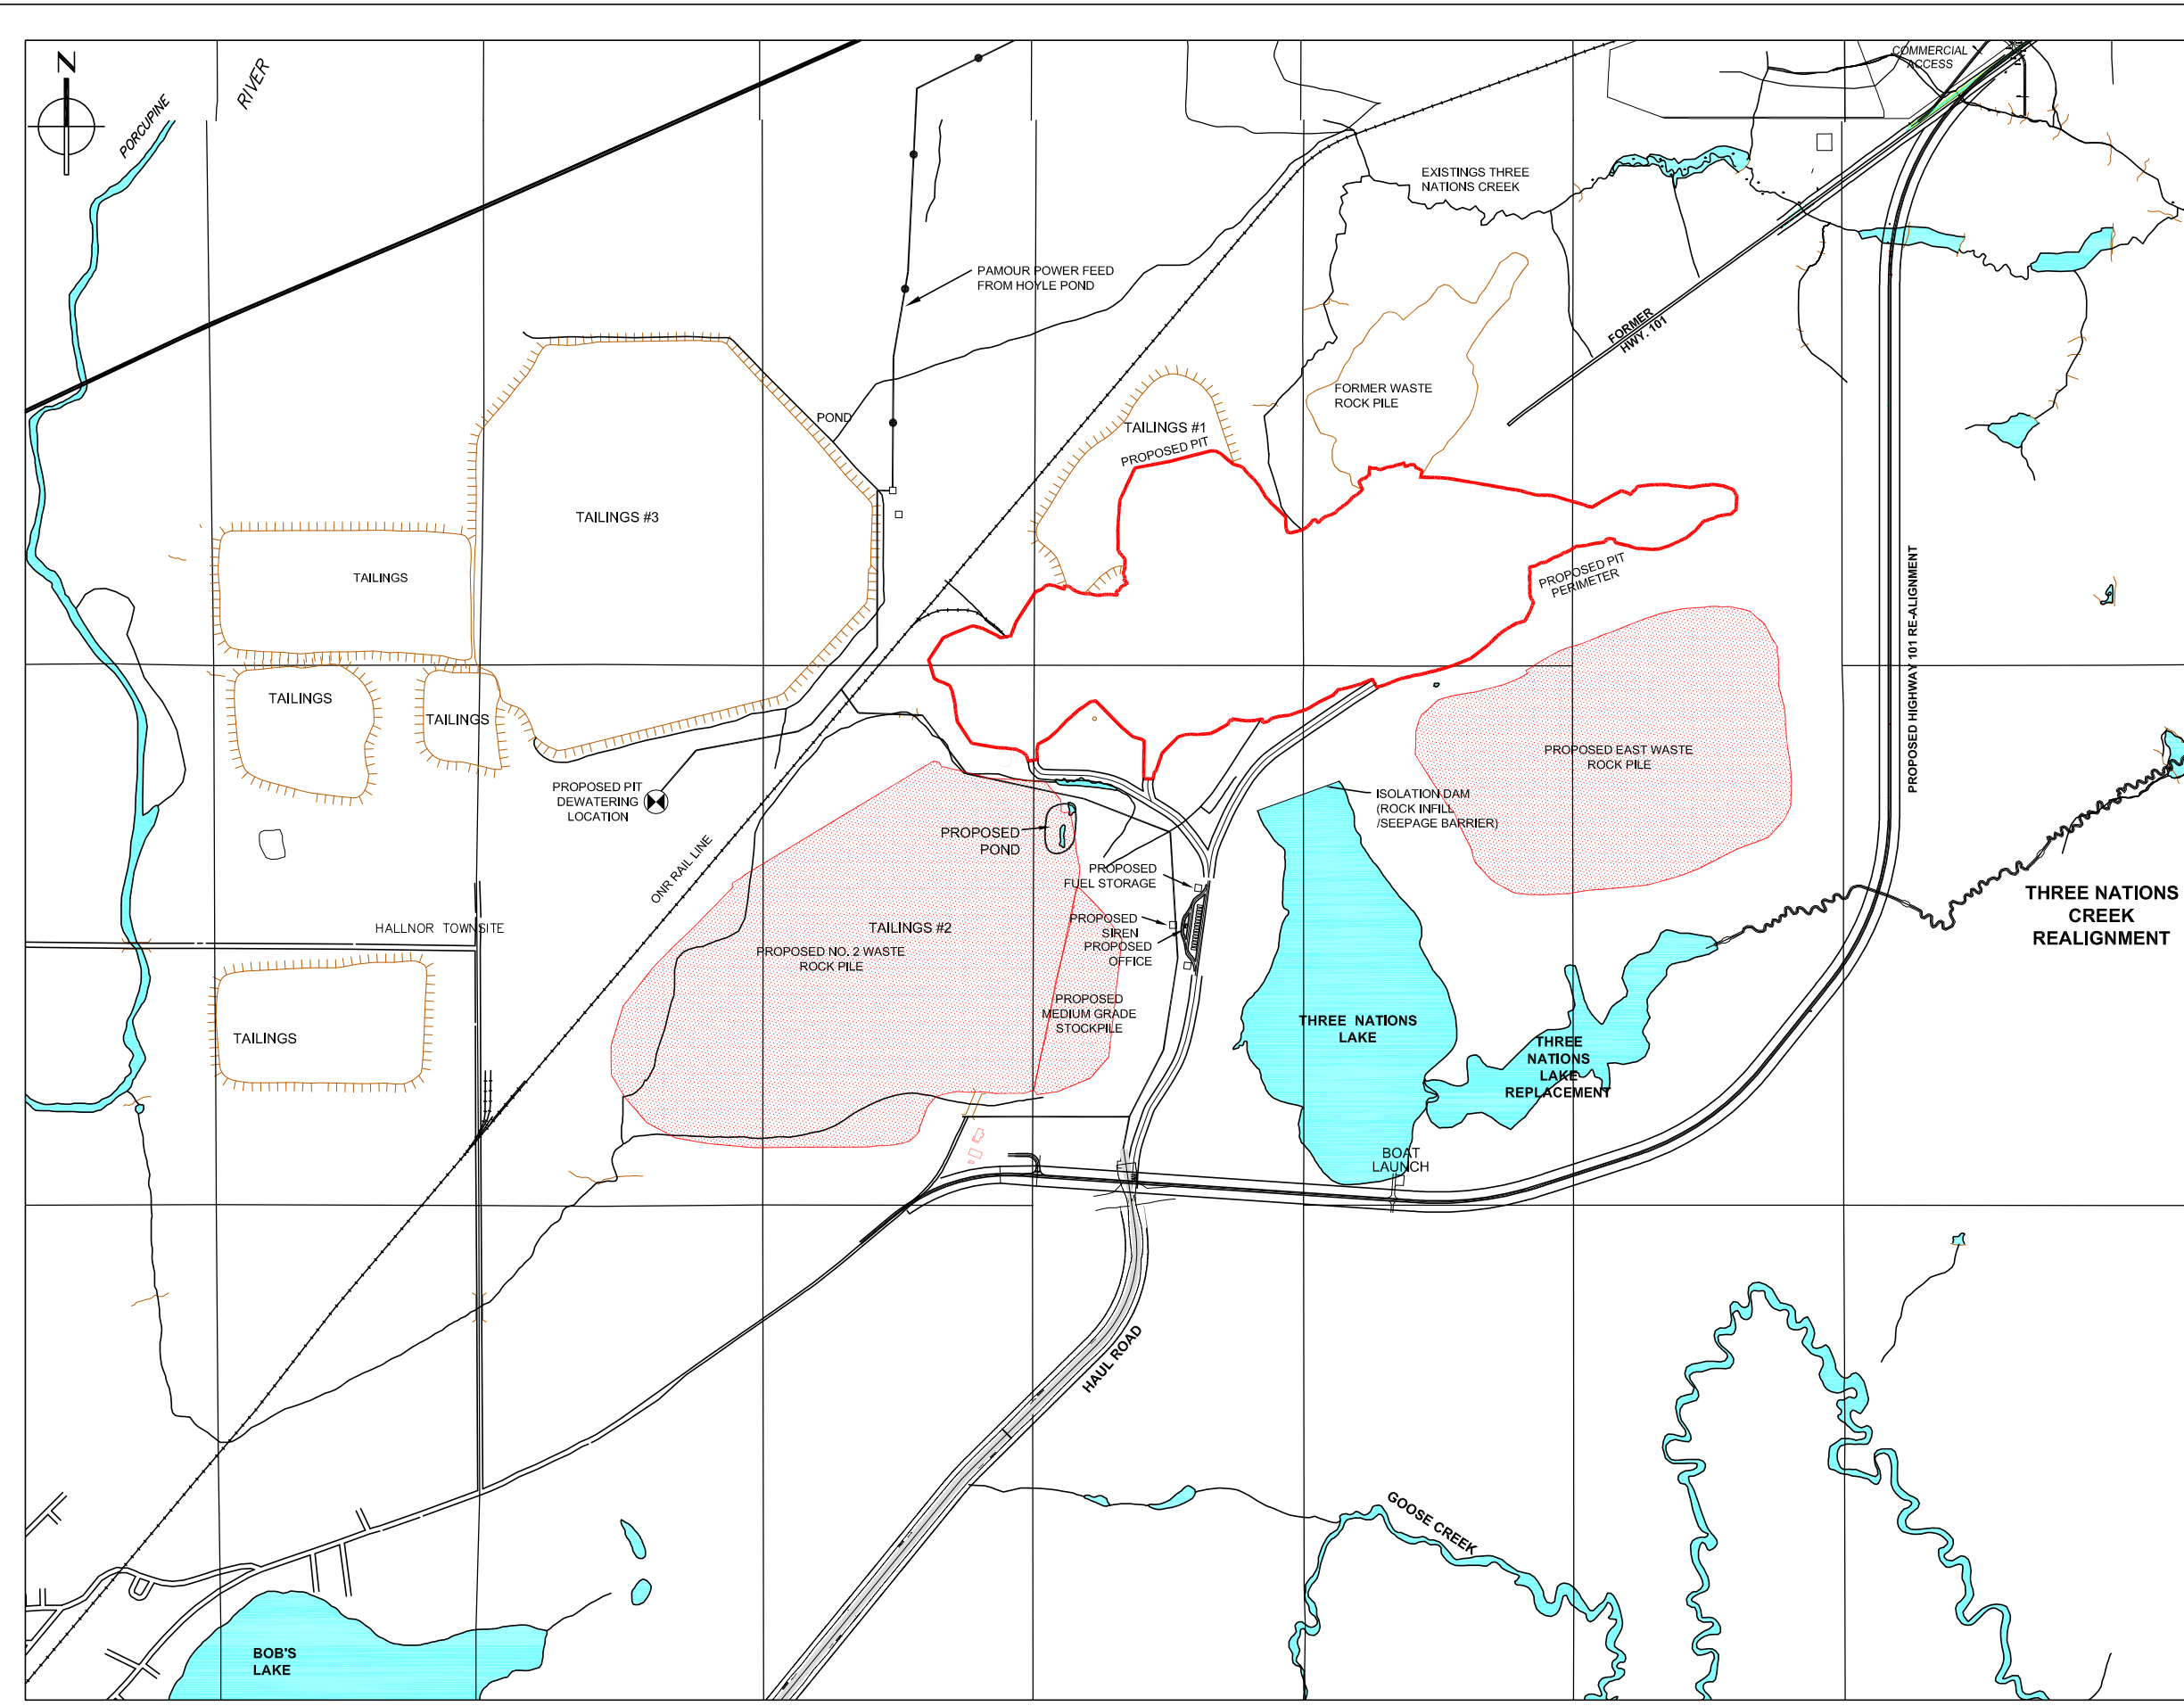 N
PORCUPINE
RIVER
COMMERCIAL
ACCESS
EXISTINGS THREE
NATIONS CREEK
PAMOUR POWER FEED
FROM HOYLE POND
FORMER
HWY. 101
FORMER WASTE
ROCK PILE
POND
TAILINGS #1
PROPOSED PIT
TAILINGS #3
TAILINGS
PROPOSED PIT
PERIMETER
PROPOSED HIGHWAY 101 RE-ALIGNMENT
TAILINGS
TAILINGS
PROPOSED EAST WASTE
ROCK PILE
PROPOSED PIT
DEWATERING
LOCATION
ISOLATION DAM
(ROCK INFILL
/SEEPAGE BARRIER)
PROPOSED
POND
ONR RAIL LINE
PROPOSED
FUEL STORAGE
THREE NATIONS
CREEK
REALIGNMENT
HALLNOR TOWNSITE
TAILINGS #2
PROPOSED
SIREN
PROPOSED
OFFICE
PROPOSED NO. 2 WASTE
ROCK PILE
PROPOSED
MEDIUM GRADE
STOCKPILE
THREE NATIONS
LAKE
TAILINGS
THREE
NATIONS
LAKE
REPLACEMENT
BOAT
LAUNCH
HAUL ROAD
GOOSE CREEK
BOB'S
LAKE